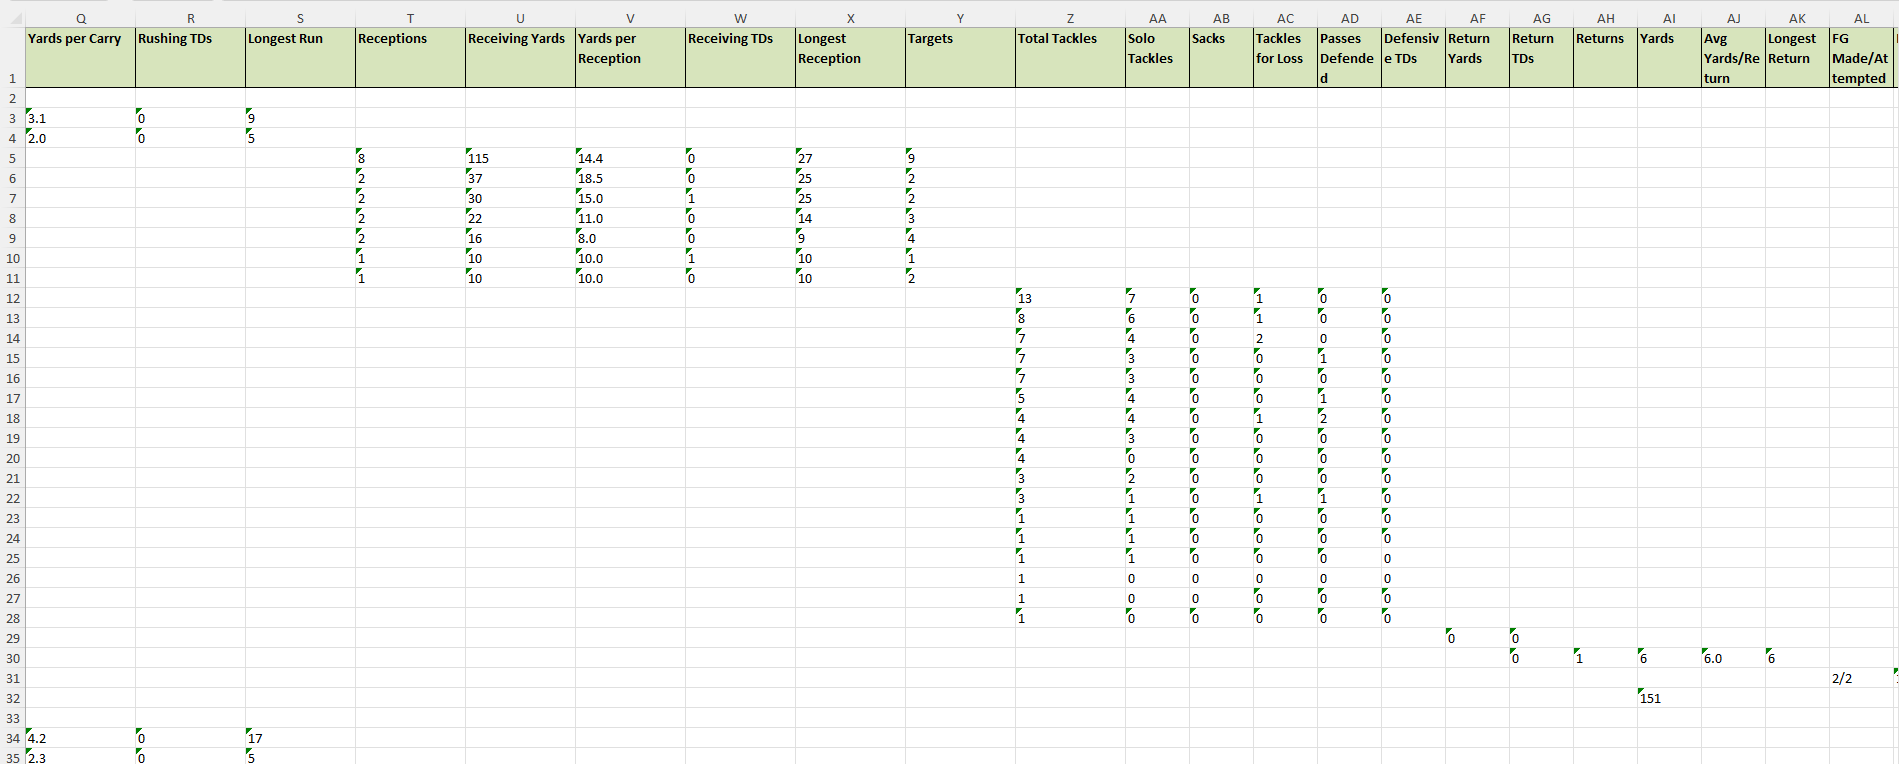 Q R S T U V W X Y Z AA AB AC AD AE AF AG AH AI AJ AK AL
1 Yards per Carry Rushing TDs Longest Run Receptions Receiving Yards Yards per Reception Receiving TDs Longest Reception Targets Total Tackles Solo Tackles Sacks Tackles for Loss Passes Defended Defensive TDs Return Yards Return TDs Returns Yards Avg Yards/Return Longest Return FG Made/Attempted
2
3 3.1 0 9
4 2.0 0 5
5 8 115 14.4 0 27 9
6 2 37 18.5 0 25 2
7 2 30 15.0 1 25 2
8 2 22 11.0 0 14 3
9 2 16 8.0 0 9 4
10 1 10 10.0 1 10 1
11 1 10 10.0 0 10 2
12 13 7 0 1 0 0
13 8 6 0 1 0 0
14 7 4 0 2 0 0
15 7 3 0 0 1 0
16 7 3 0 0 0 0
17 5 4 0 0 1 0
18 4 4 0 1 2 0
19 4 3 0 0 0 0
20 4 0 0 0 0 0
21 3 2 0 0 0 0
22 3 1 0 1 1 0
23 1 1 0 0 0 0
24 1 1 0 0 0 0
25 1 1 0 0 0 0
26 1 0 0 0 0 0
27 1 0 0 0 0 0
28 1 0 0 0 0 0
29 0 0
30 0 1 6 6.0 6
31 2/2
32 151
33
34 4.2 0 17
35 2.3 0 5